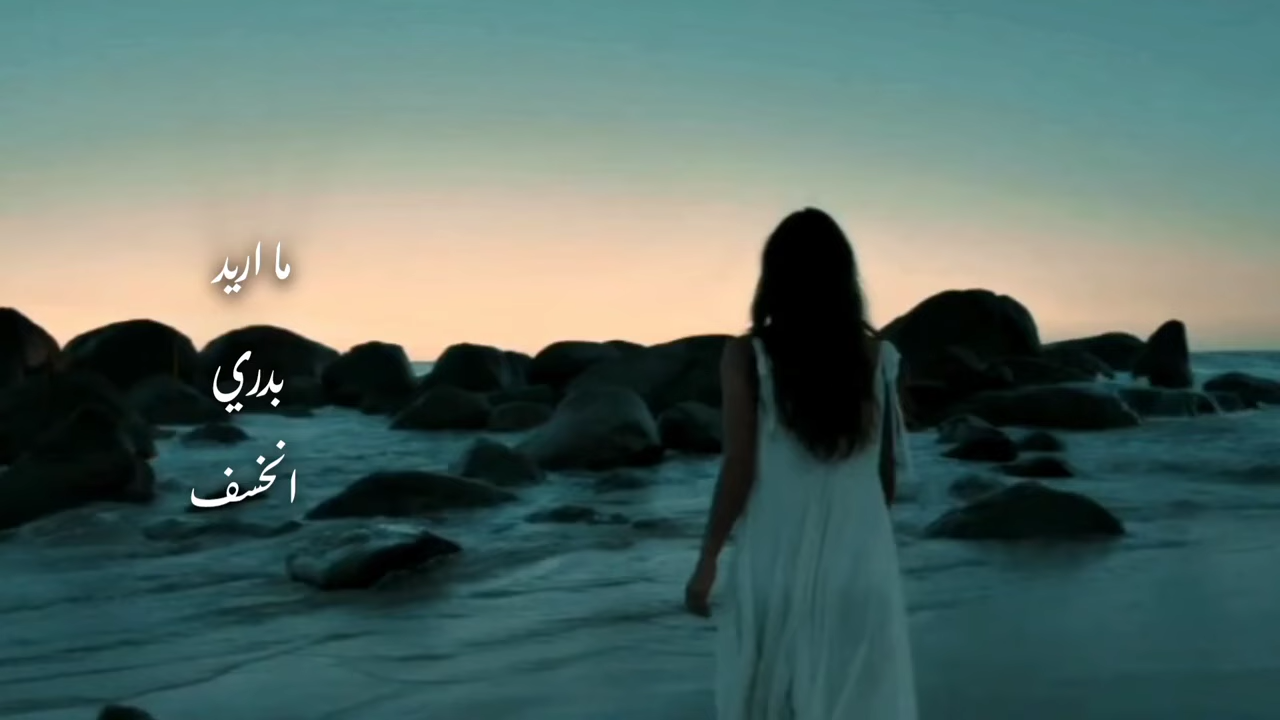 ما اريد
بدري
انخسف